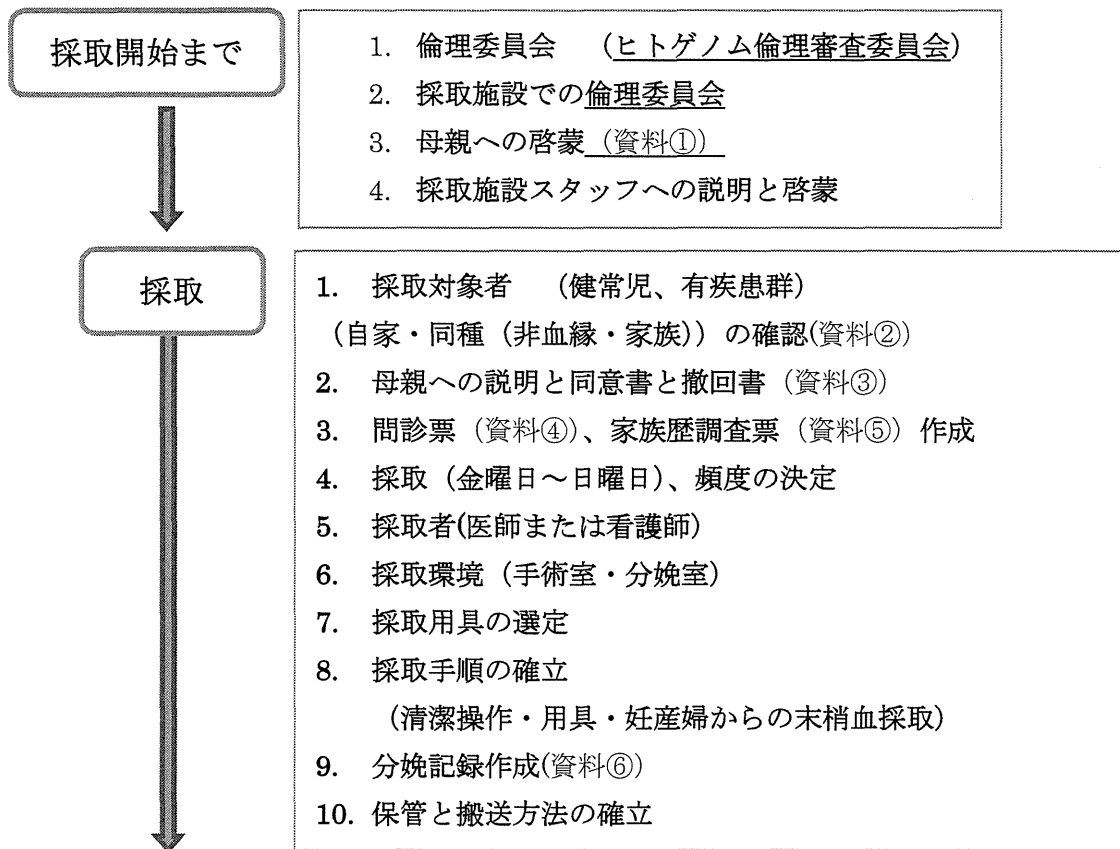 採取開始まで
1. 倫理委員会 (ヒトゲノム倫理審査委員会)
2. 採取施設での倫理委員会
3. 母親への啓蒙 (資料①)
4. 採取施設スタッフへの説明と啓蒙
採取
1. 採取対象者 (健常児、有疾患群)
(自家・同種 (非血縁・家族)) の確認(資料②)
2. 母親への説明と同意書と撤回書 (資料③)
3. 問診票 (資料④)、家族歴調査票 (資料⑤) 作成
4. 採取 (金曜日～日曜日)、頻度の決定
5. 採取者(医師または看護師)
6. 採取環境 (手術室・分娩室)
7. 採取用具の選定
8. 採取手順の確立
(清潔操作・用具・妊産婦からの末梢血採取)
9. 分娩記録作成(資料⑥)
10. 保管と搬送方法の確立